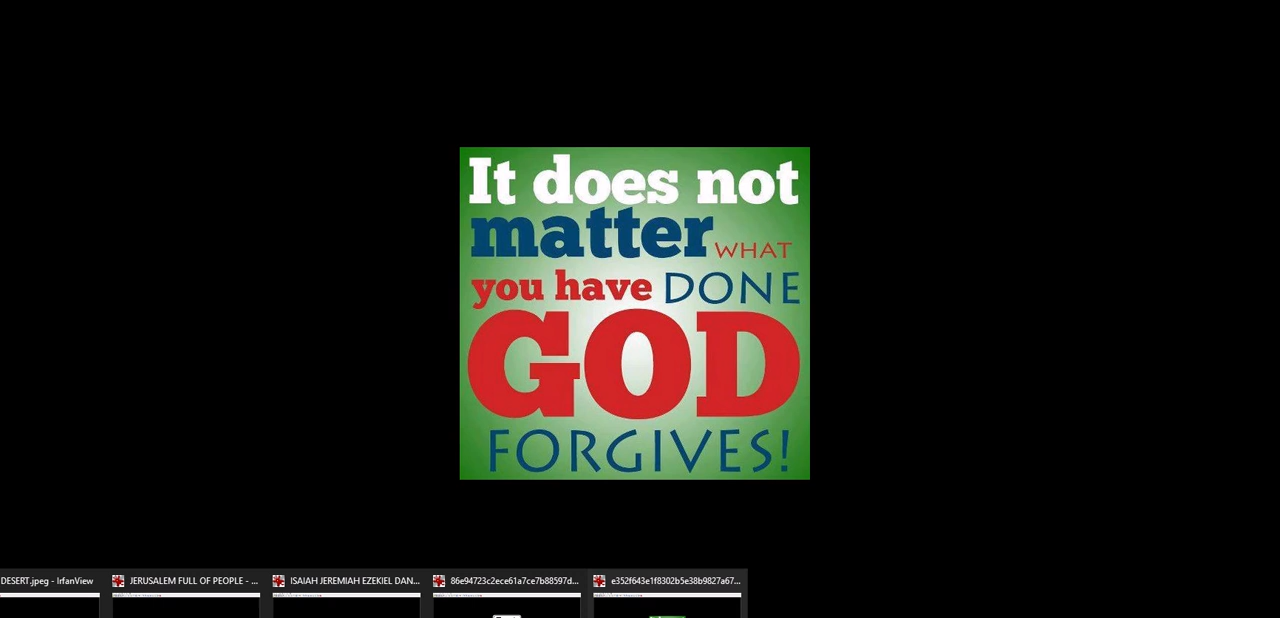 It does not
matter WHAT
you have DONE
GOD
FORGIVES!
DESERT.jpeg - IrfanView
JERUSALEM FULL OF PEOPLE - ...
ISAIAH JEREMIAH EZEKIEL DAN...
86e94723c2ece61a7ce7b88597d...
e352f643e1f8302b5e38b9827a67...